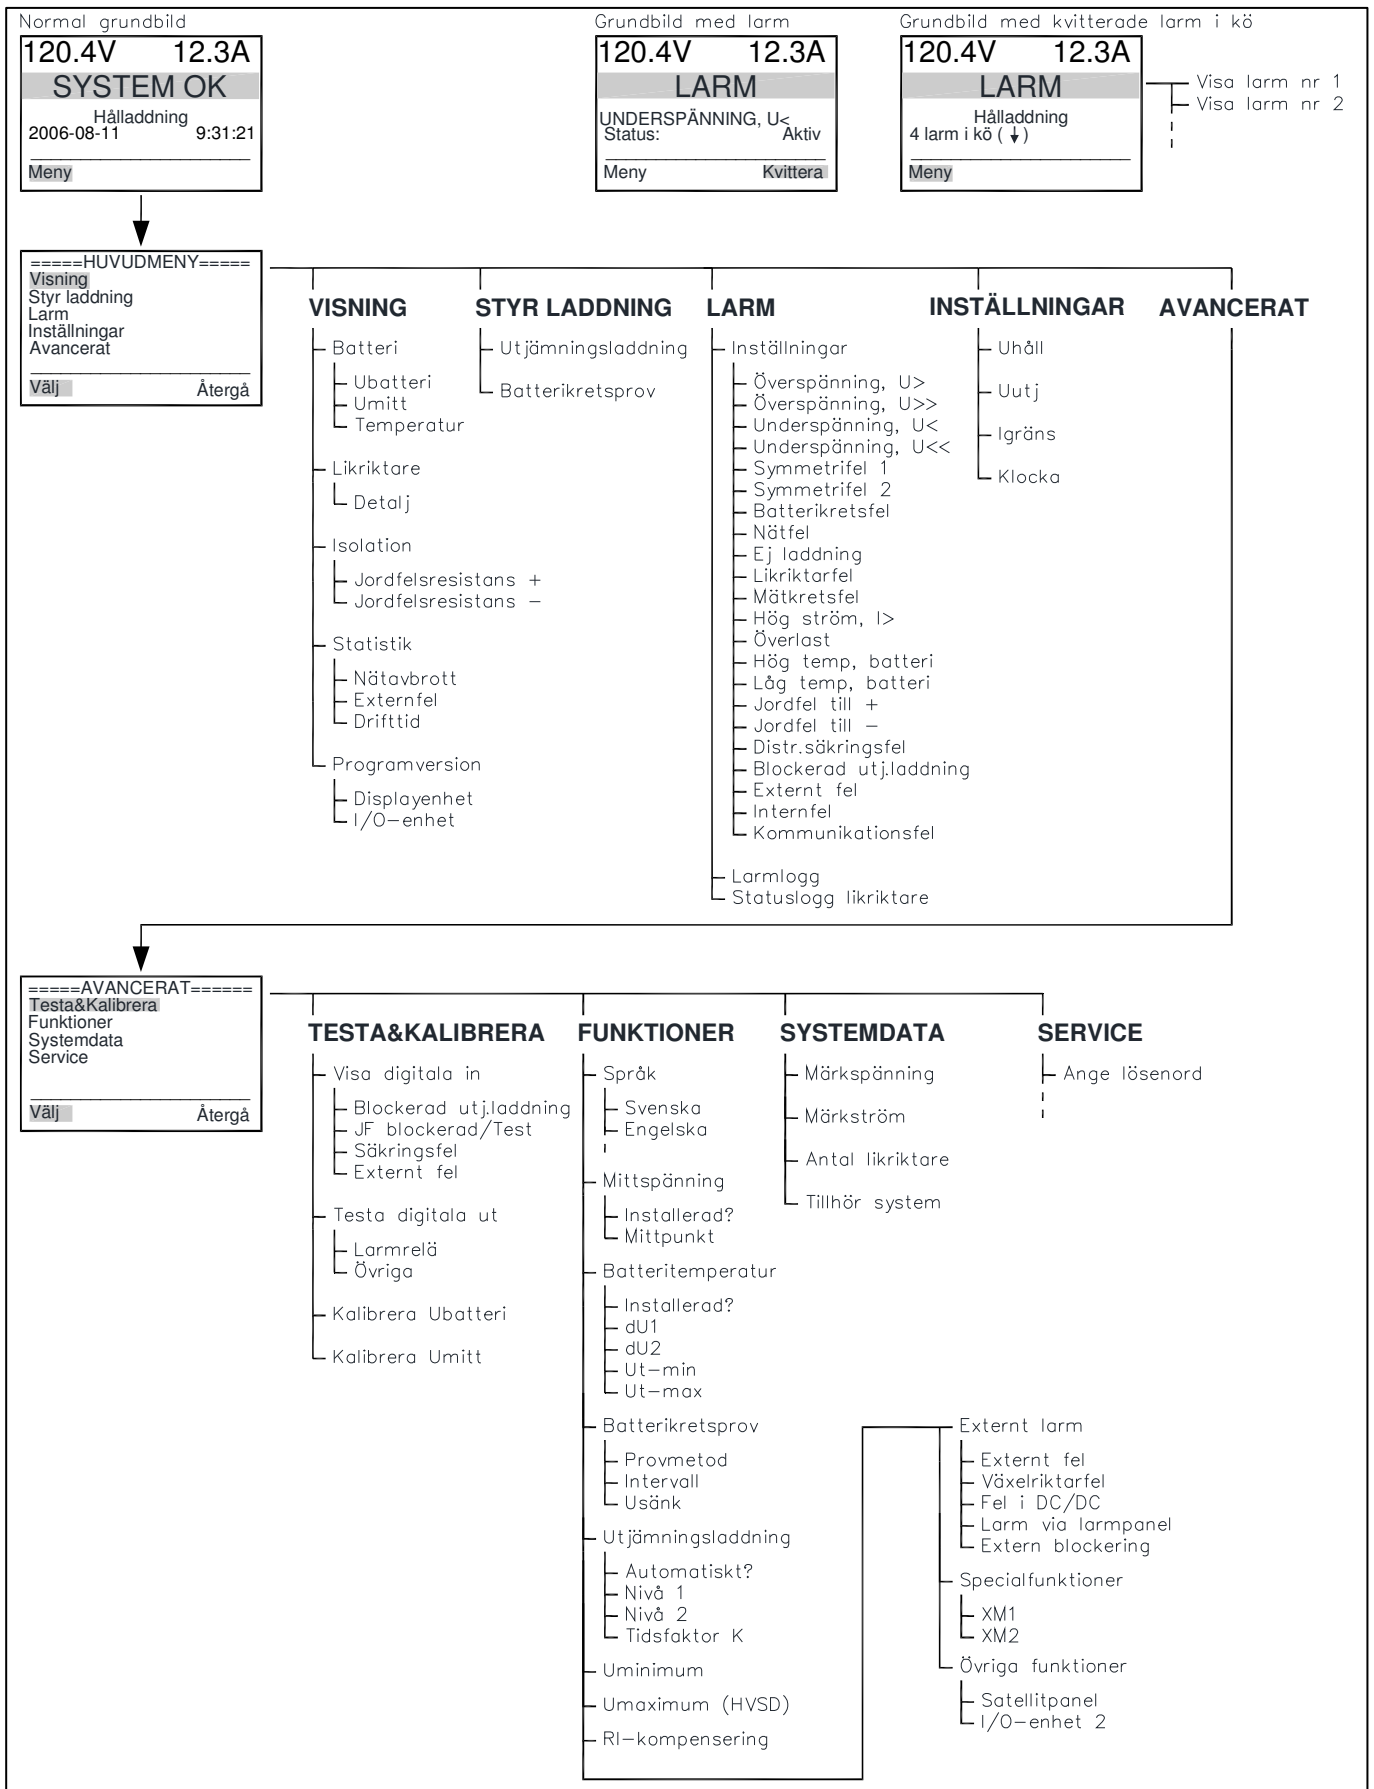 Normal grundbild
120.4V 12.3A
SYSTEM OK
Hålladdning
2006-08-11 9:31:21
Meny
Grundbild med larm
120.4V 12.3A
LARM
UNDERSPÄNNING, U<
Status: Aktiv
Meny Kvittera
Grundbild med kvitterade larm i kö
120.4V 12.3A
LARM
Hålladdning
4 larm i kö (↓)
Meny
Visa larm nr 1
Visa larm nr 2
=====HUVUDMENY=====
Visning
Styr laddning
Larm
Inställningar
Avancerat
Välj Återgå
VISNING
Batteri
Ubatteri
Umitt
Temperatur
Likriktare
Detalj
Isolation
Jordfelsresistans +
Jordfelsresistans −
Statistik
Nätavbrott
Externfel
Drifttid
Programversion
Displayenhet
I/O−enhet
STYR LADDNING
Utjämningsladdning
Batterikretsprov
LARM
Inställningar
Överspänning, U>
Överspänning, U>>
Underspänning, U<
Underspänning, U<<
Symmetrifel 1
Symmetrifel 2
Batterikretsfel
Nätfel
Ej laddning
Likriktarfel
Mätkretsfel
Hög ström, I>
Överlast
Hög temp, batteri
Låg temp, batteri
Jordfel till +
Jordfel till −
Distr.säkringsfel
Blockerad utj.laddning
Externt fel
Internfel
Kommunikationsfel
Larmlogg
Statuslogg likriktare
INSTÄLLNINGAR
Uhåll
Uutj
Igräns
Klocka
AVANCERAT
=====AVANCERAT======
Testa&Kalibrera
Funktioner
Systemdata
Service
Välj Återgå
TESTA&KALIBRERA
Visa digitala in
Blockerad utj.laddning
JF blockerad/Test
Säkringsfel
Externt fel
Testa digitala ut
Larmrelä
Övriga
Kalibrera Ubatteri
Kalibrera Umitt
FUNKTIONER
Språk
Svenska
Engelska
Mittspänning
Installerad?
Mittpunkt
Batteritemperatur
Installerad?
dU1
dU2
Ut−min
Ut−max
Batterikretsprov
Provmetod
Intervall
Usänk
Utjämningsladdning
Automatiskt?
Nivå 1
Nivå 2
Tidsfaktor K
Uminimum
Umaximum (HVSD)
RI−kompensering
Externt larm
Externt fel
Växelriktarfel
Fel i DC/DC
Larm via larmpanel
Extern blockering
Specialfunktioner
XM1
XM2
Övriga funktioner
Satellitpanel
I/O−enhet 2
SYSTEMDATA
Märkspänning
Märkström
Antal likriktare
Tillhör system
SERVICE
Ange lösenord